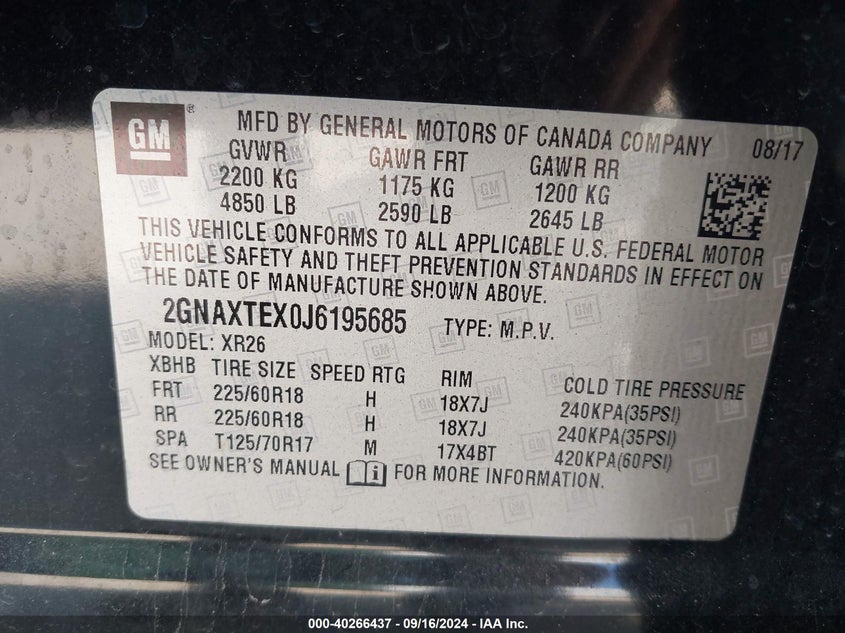 GM ®
MFD BY GENERAL MOTORS OF CANADA COMPANY 08/17
GVWR GAWR FRT GAWR RR
2200 KG 1175 KG 1200 KG
4850 LB 2590 LB 2645 LB
THIS VEHICLE CONFORMS TO ALL APPLICABLE U.S. FEDERAL MOTOR
VEHICLE SAFETY AND THEFT PREVENTION STANDARDS IN EFFECT ON
THE DATE OF MANUFACTURE SHOWN ABOVE.
2GNAXTEX0J6195685 TYPE: M.P.V.
MODEL: XR26
XBHB TIRE SIZE SPEED RTG RIM COLD TIRE PRESSURE
FRT 225/60R18 H 18X7J 240KPA(35PSI)
RR 225/60R18 H 18X7J 240KPA(35PSI)
SPA T125/70R17 M 17X4BT 420KPA(60PSI)
SEE OWNER'S MANUAL FOR MORE INFORMATION.
000-40266437 - 09/16/2024 - IAA Inc.